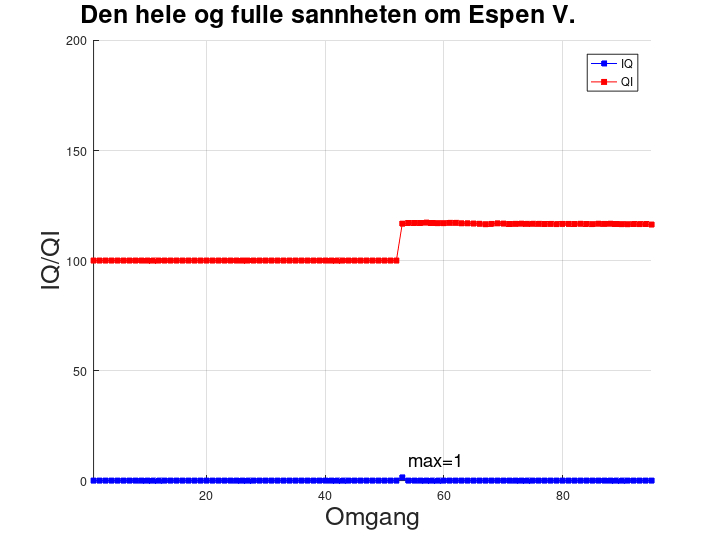 Den hele og fulle sannheten om Espen V.
200
IQ
QI
150
IQ/QI
100
50
max=1
0
20 40 60 80
Omgang